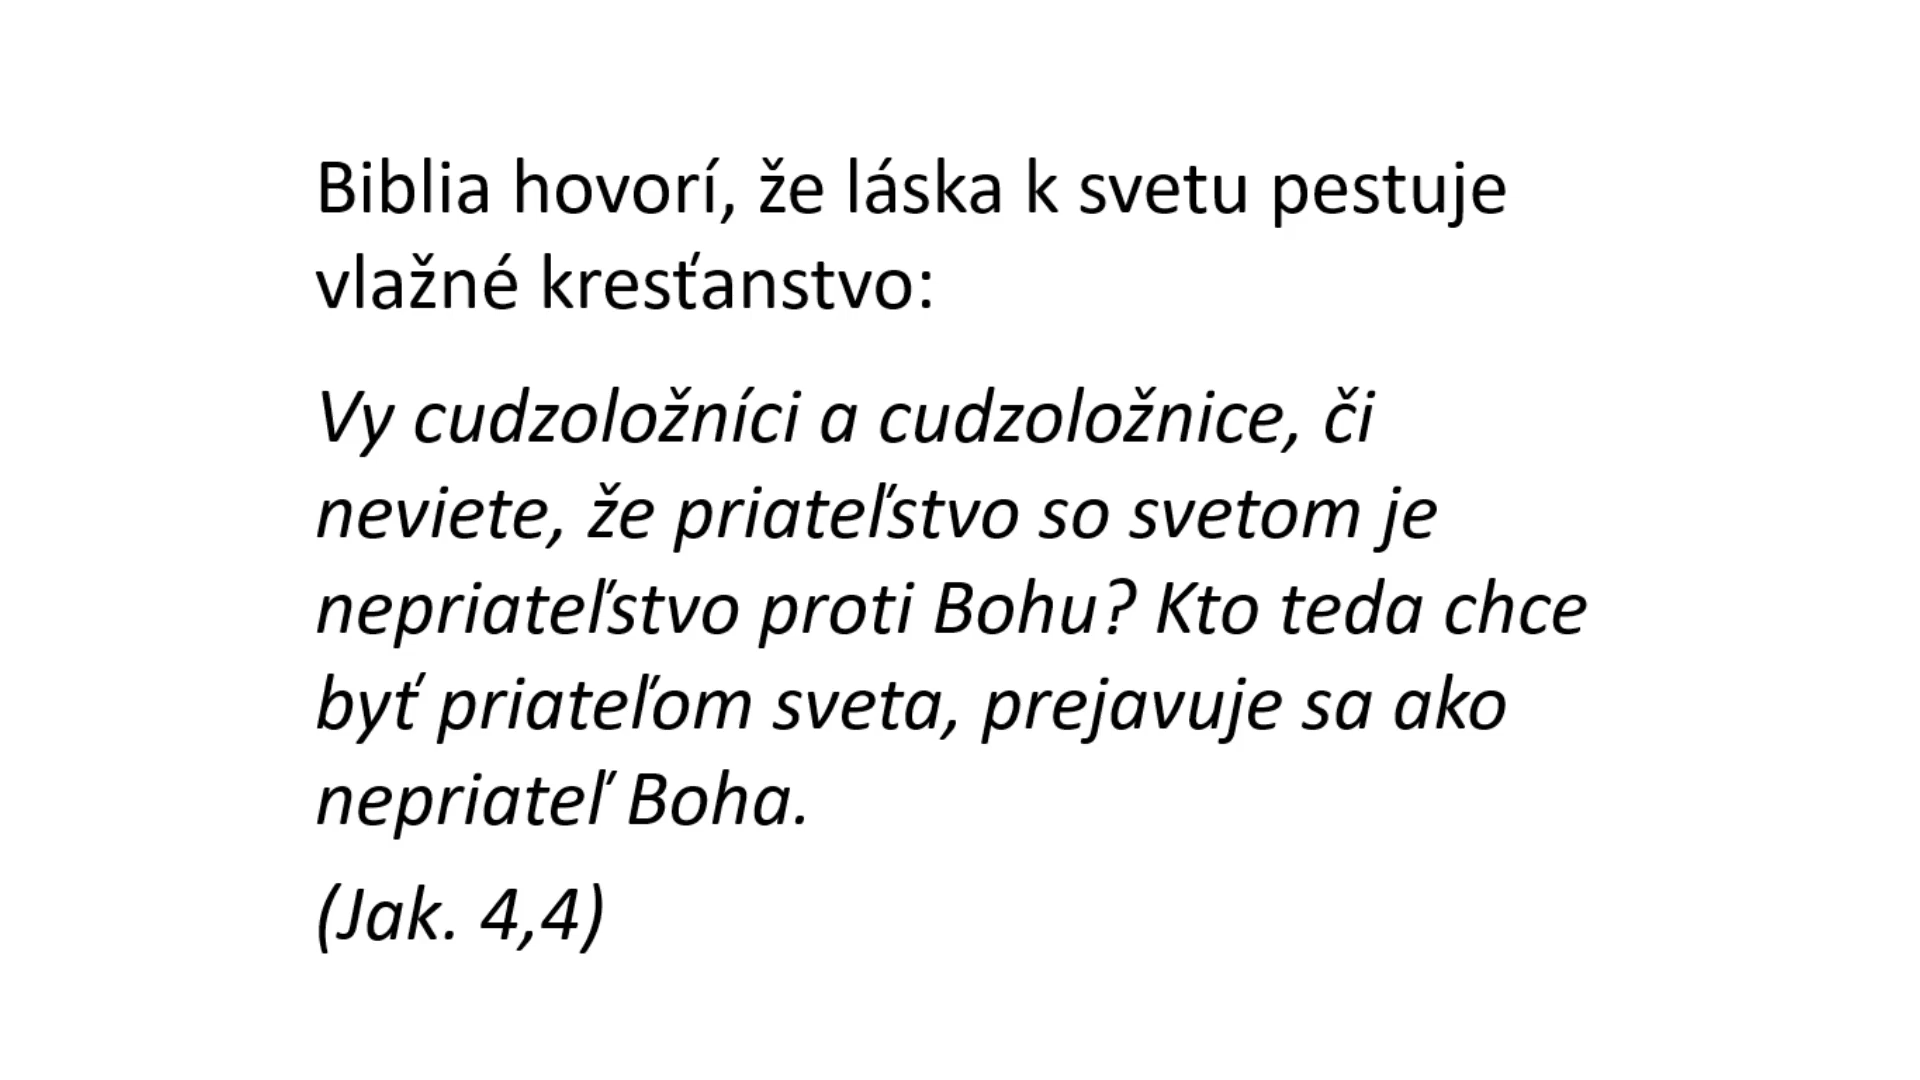 Biblia hovorí, že láska k svetu pestuje
vlažné kresťanstvo:
Vy cudzoložníci a cudzoložnice, či
neviete, že priateľstvo so svetom je
nepriateľstvo proti Bohu? Kto teda chce
byť priateľom sveta, prejavuje sa ako
nepriateľ Boha.
(Jak. 4,4)